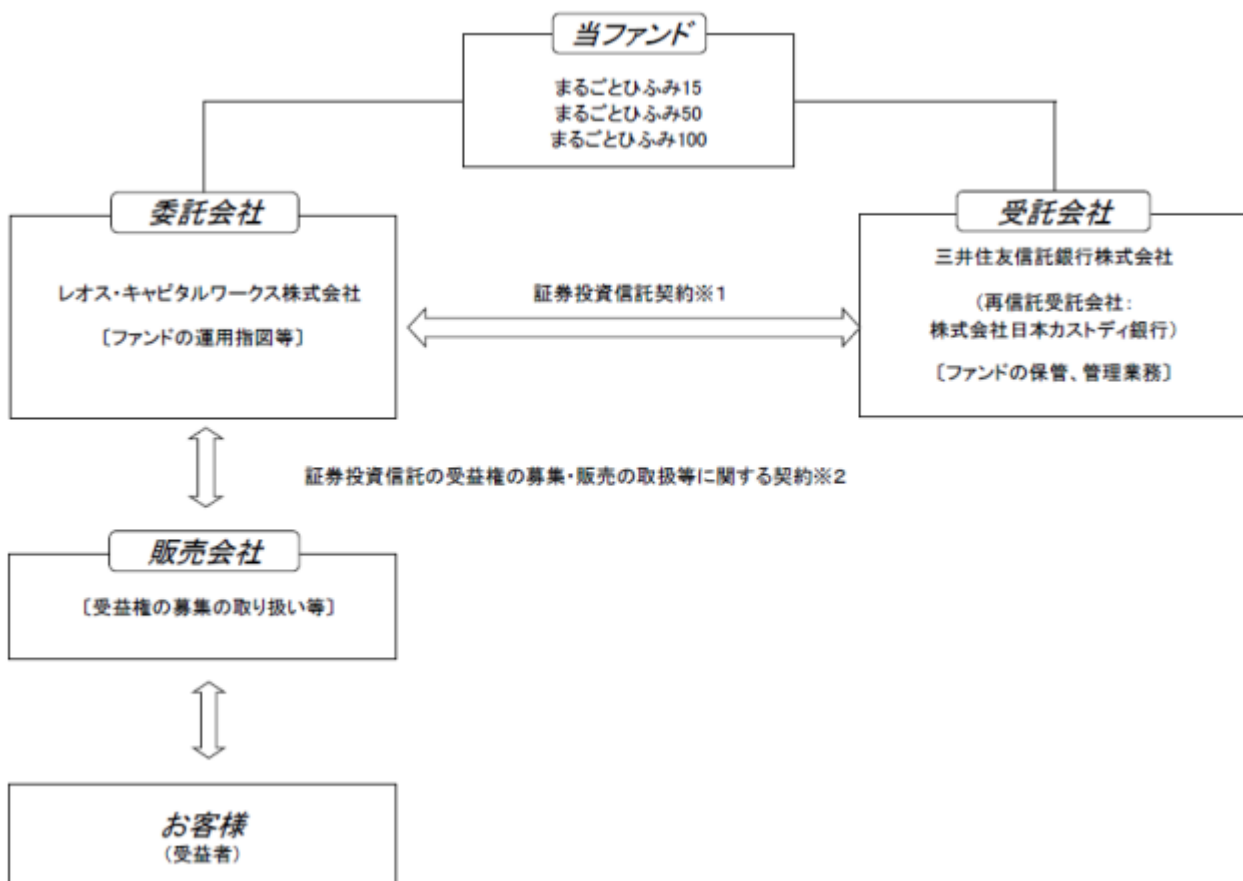 当ファンド
まるごとひふみ15
まるごとひふみ50
まるごとひふみ100
委託会社
レオス・キャピタルワークス株式会社
〔ファンドの運用指図等〕
証券投資信託契約※1
受託会社
三井住友信託銀行株式会社
(再信託受託会社:
株式会社日本カストディ銀行)
〔ファンドの保管、管理業務〕
証券投資信託の受益権の募集・販売の取扱等に関する契約※2
販売会社
〔受益権の募集の取り扱い等〕
お客様
(受益者)